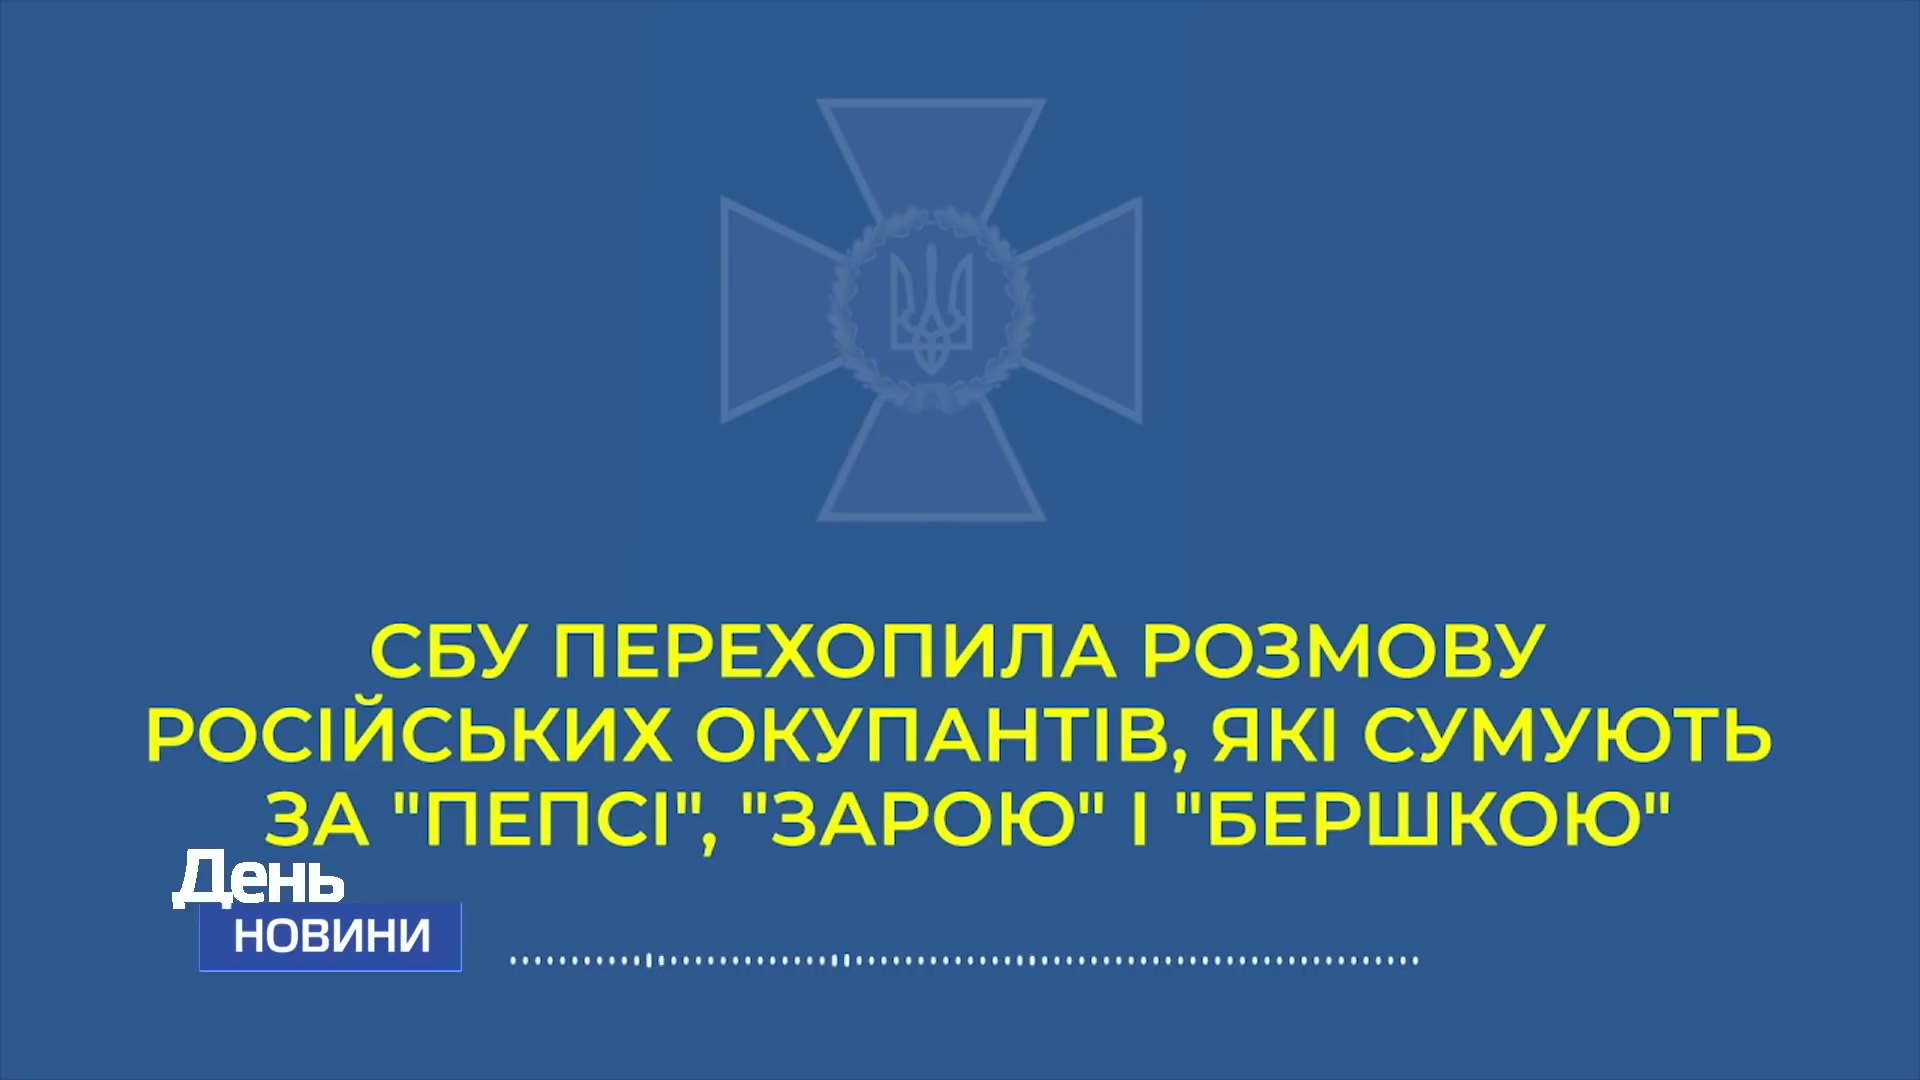 СБУ ПЕРЕХОПИЛА РОЗМОВУ
РОСІЙСЬКИХ ОКУПАНТІВ, ЯКІ СУМУЮТЬ
ЗА "ПЕПСІ", "ЗАРОЮ" І "БЕРШКОЮ"
День
НОВИНИ